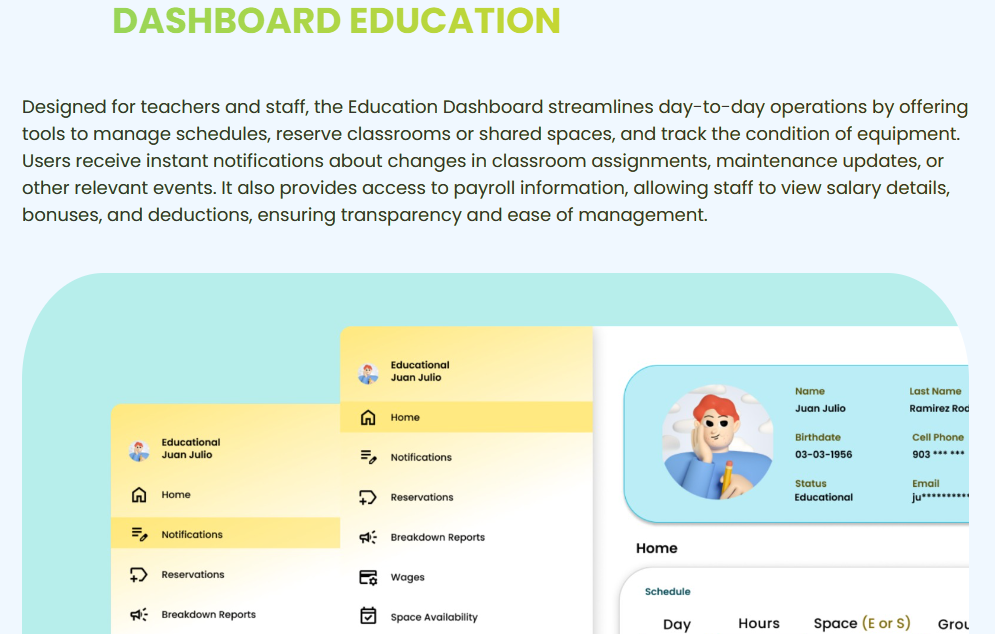 DASHBOARD EDUCATION
Designed for teachers and staff, the Education Dashboard streamlines day-to-day operations by offering
tools to manage schedules, reserve classrooms or shared spaces, and track the condition of equipment.
Users receive instant notifications about changes in classroom assignments, maintenance updates, or
other relevant events. It also provides access to payroll information, allowing staff to view salary details,
bonuses, and deductions, ensuring transparency and ease of management.
Educational
Juan Julio
Home
Notifications
Reservations
Breakdown Reports
Educational
Juan Julio
Home
Notifications
Reservations
Breakdown Reports
Wages
Space Availability
Name
Juan Julio
Last Name
Ramirez Rod
Birthdate
03-03-1956
Cell Phone
903 *** ***
Status
Educational
Email
ju**********
Home
Schedule
Day Hours Space (E or S) Grou